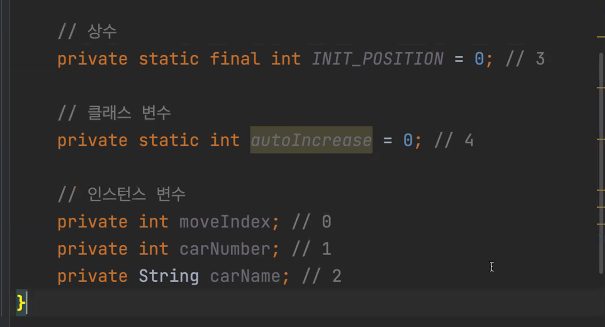 // 상수
private static final int INIT_POSITION = 0; // 3
// 클래스 변수
private static int autoIncrease = 0; // 4
// 인스턴스 변수
private int moveIndex; // 0
private int carNumber; // 1
private String carName; // 2
}